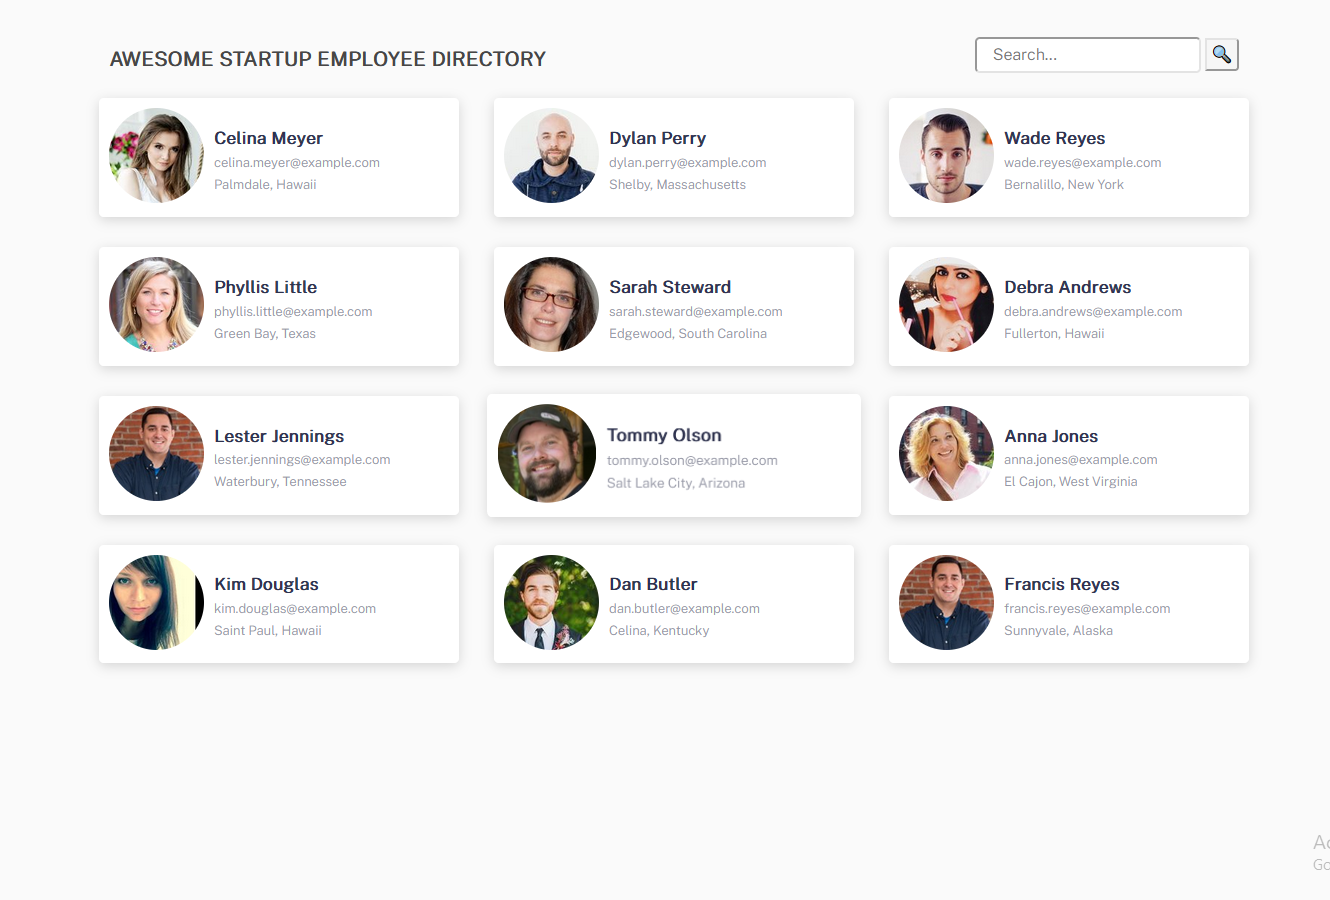 AWESOME STARTUP EMPLOYEE DIRECTORY
Search...
Celina Meyer
celina.meyer@example.com
Palmdale, Hawaii
Dylan Perry
dylan.perry@example.com
Shelby, Massachusetts
Wade Reyes
wade.reyes@example.com
Bernalillo, New York
Phyllis Little
phyllis.little@example.com
Green Bay, Texas
Sarah Steward
sarah.steward@example.com
Edgewood, South Carolina
Debra Andrews
debra.andrews@example.com
Fullerton, Hawaii
Lester Jennings
lester.jennings@example.com
Waterbury, Tennessee
Tommy Olson
tommy.olson@example.com
Salt Lake City, Arizona
Anna Jones
anna.jones@example.com
El Cajon, West Virginia
Kim Douglas
kim.douglas@example.com
Saint Paul, Hawaii
Dan Butler
dan.butler@example.com
Celina, Kentucky
Francis Reyes
francis.reyes@example.com
Sunnyvale, Alaska